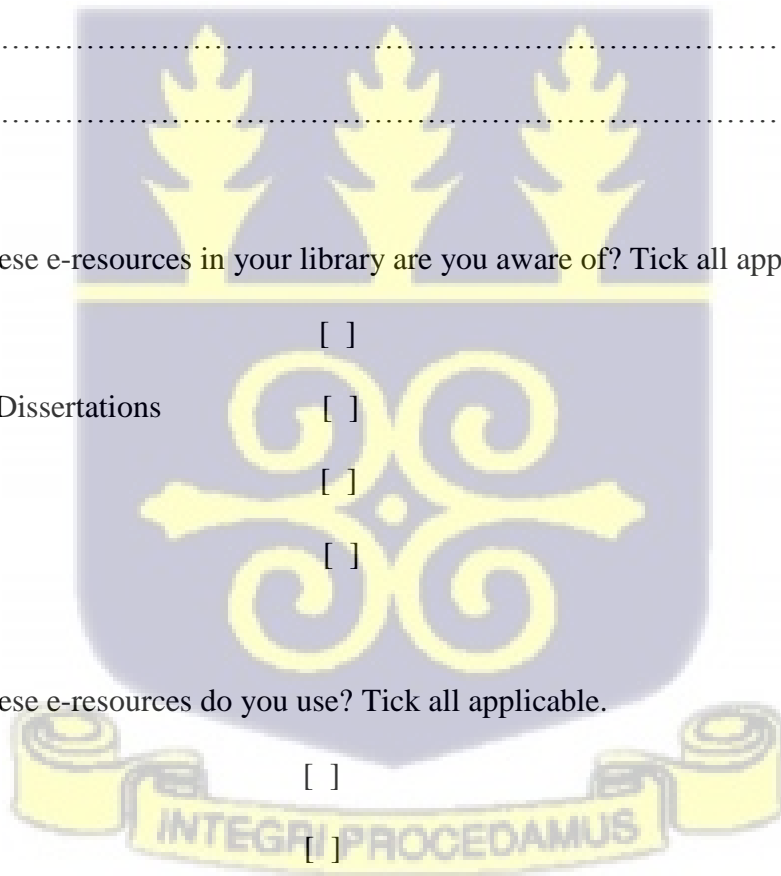 ……………………………………………………………………………………
……………………………………………………………………………………
ese e-resources in your library are you aware of? Tick all app
[ ]
Dissertations [ ]
[ ]
[ ]
ese e-resources do you use? Tick all applicable.
[ ]
[ ]
INTEGRI PROCEDAMUS